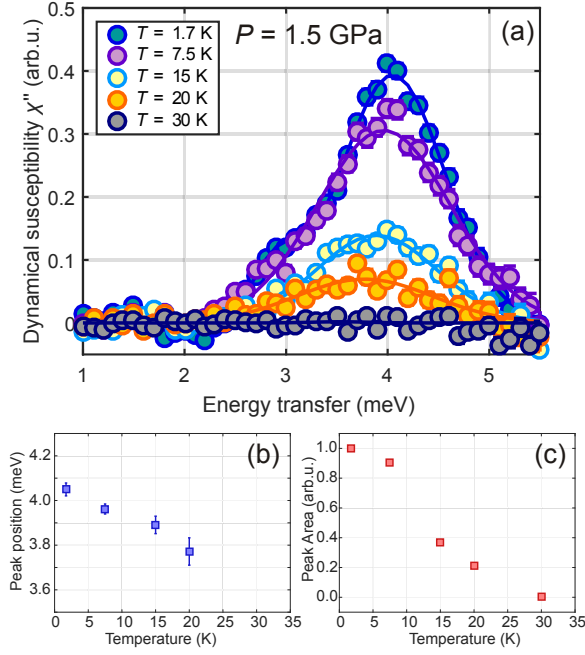 P = 1.5 GPa
(a)
T = 1.7 K
T = 7.5 K
T = 15 K
T = 20 K
T = 30 K
Dynamical susceptibility χ'' (arb.u.)
0.4
0.3
0.2
0.1
0
1 2 3 4 5
Energy transfer (meV)
(b)
Peak position (meV)
4.2
4.0
3.8
3.6
0 5 10 15 20 25 30 35
Temperature (K)
(c)
Peak Area (arb.u.)
1.0
0.8
0.6
0.4
0.2
0.0
0 5 10 15 20 25 30 35
Temperature (K)